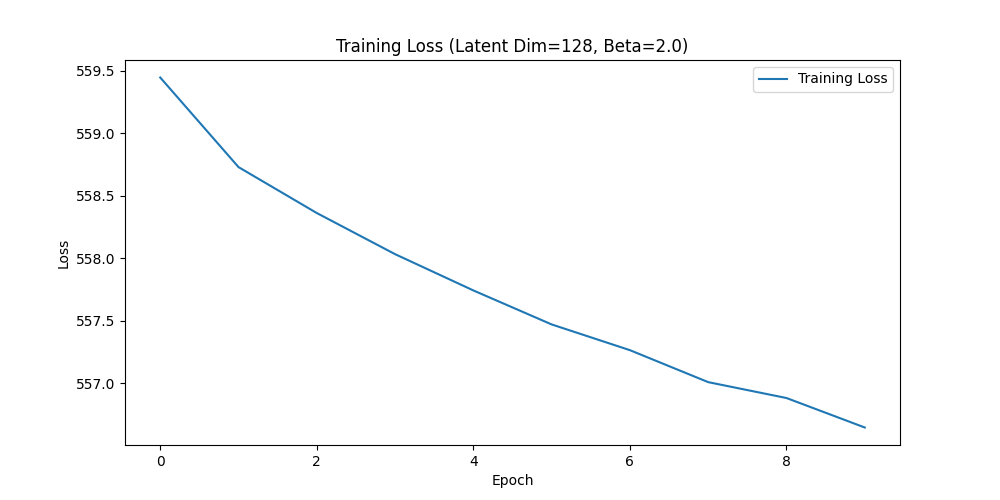 Training Loss (Latent Dim=128, Beta=2.0)
Training Loss
559.5
559.0
558.5
558.0
557.5
557.0
Loss
0 2 4 6 8
Epoch